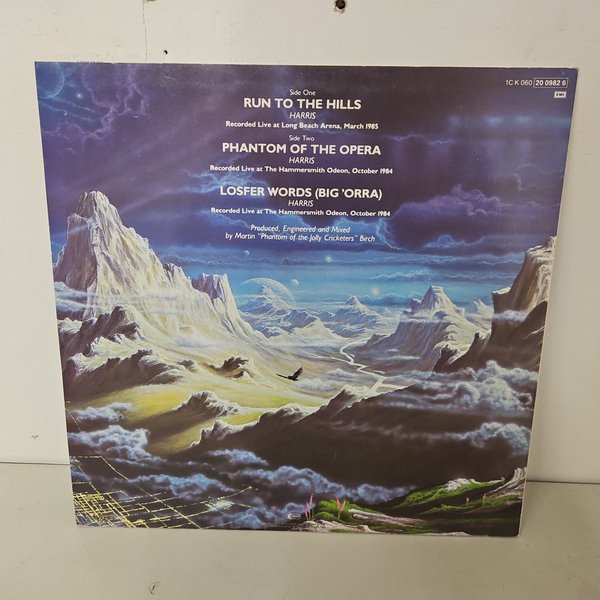 1C K 060 20 0982 6
EMI
Side One
RUN TO THE HILLS
HARRIS
Recorded Live at Long Beach Arena, March 1985
Side Two
PHANTOM OF THE OPERA
HARRIS
Recorded Live at The Hammersmith Odeon, October 1984
LOSFER WORDS (BIG 'ORRA)
HARRIS
Recorded Live at The Hammersmith Odeon, October 1984
Produced, Engineered and Mixed
by Martin "Phantom of the Jolly Cricketers" Birch